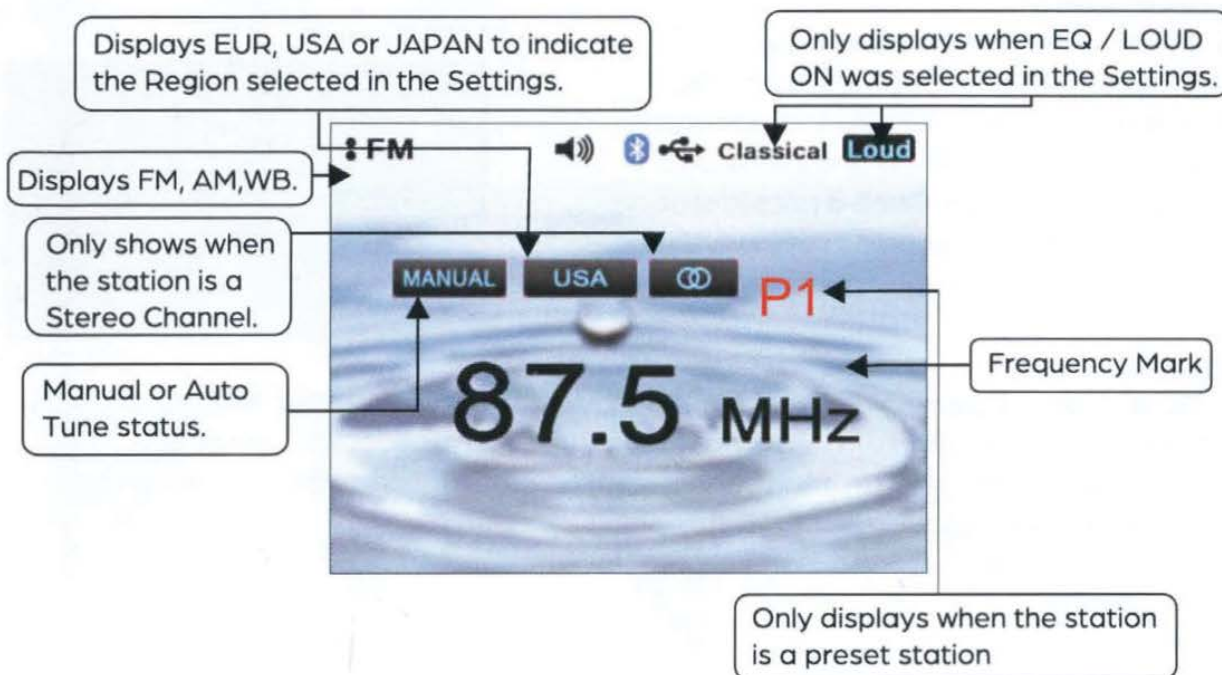 Displays EUR, USA or JAPAN to indicate
the Region selected in the Settings.
Only displays when EQ / LOUD
ON was selected in the Settings.
FM
Classical
Loud
Displays FM, AM,WB.
Only shows when
the station is a
Stereo Channel.
MANUAL
USA
P1
Manual or Auto
Tune status.
87.5 MHz
Frequency Mark
Only displays when the station
is a preset station